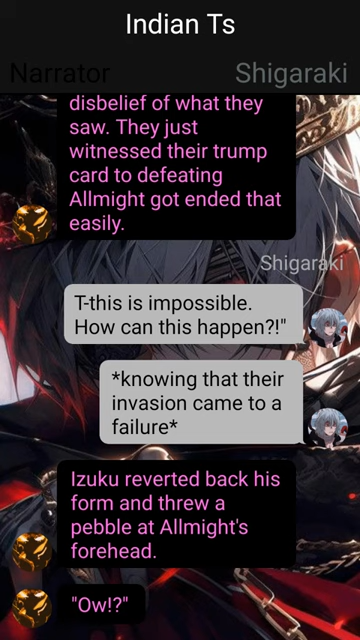 Indian Ts
Narrator
Shigaraki
disbelief of what they
saw. They just
witnessed their trump
card to defeating
Allmight got ended that
easily.
Shigaraki
T-this is impossible.
How can this happen?!"
*knowing that their
invasion came to a
failure*
Izuku reverted back his
form and threw a
pebble at Allmight's
forehead.
"Ow!?"